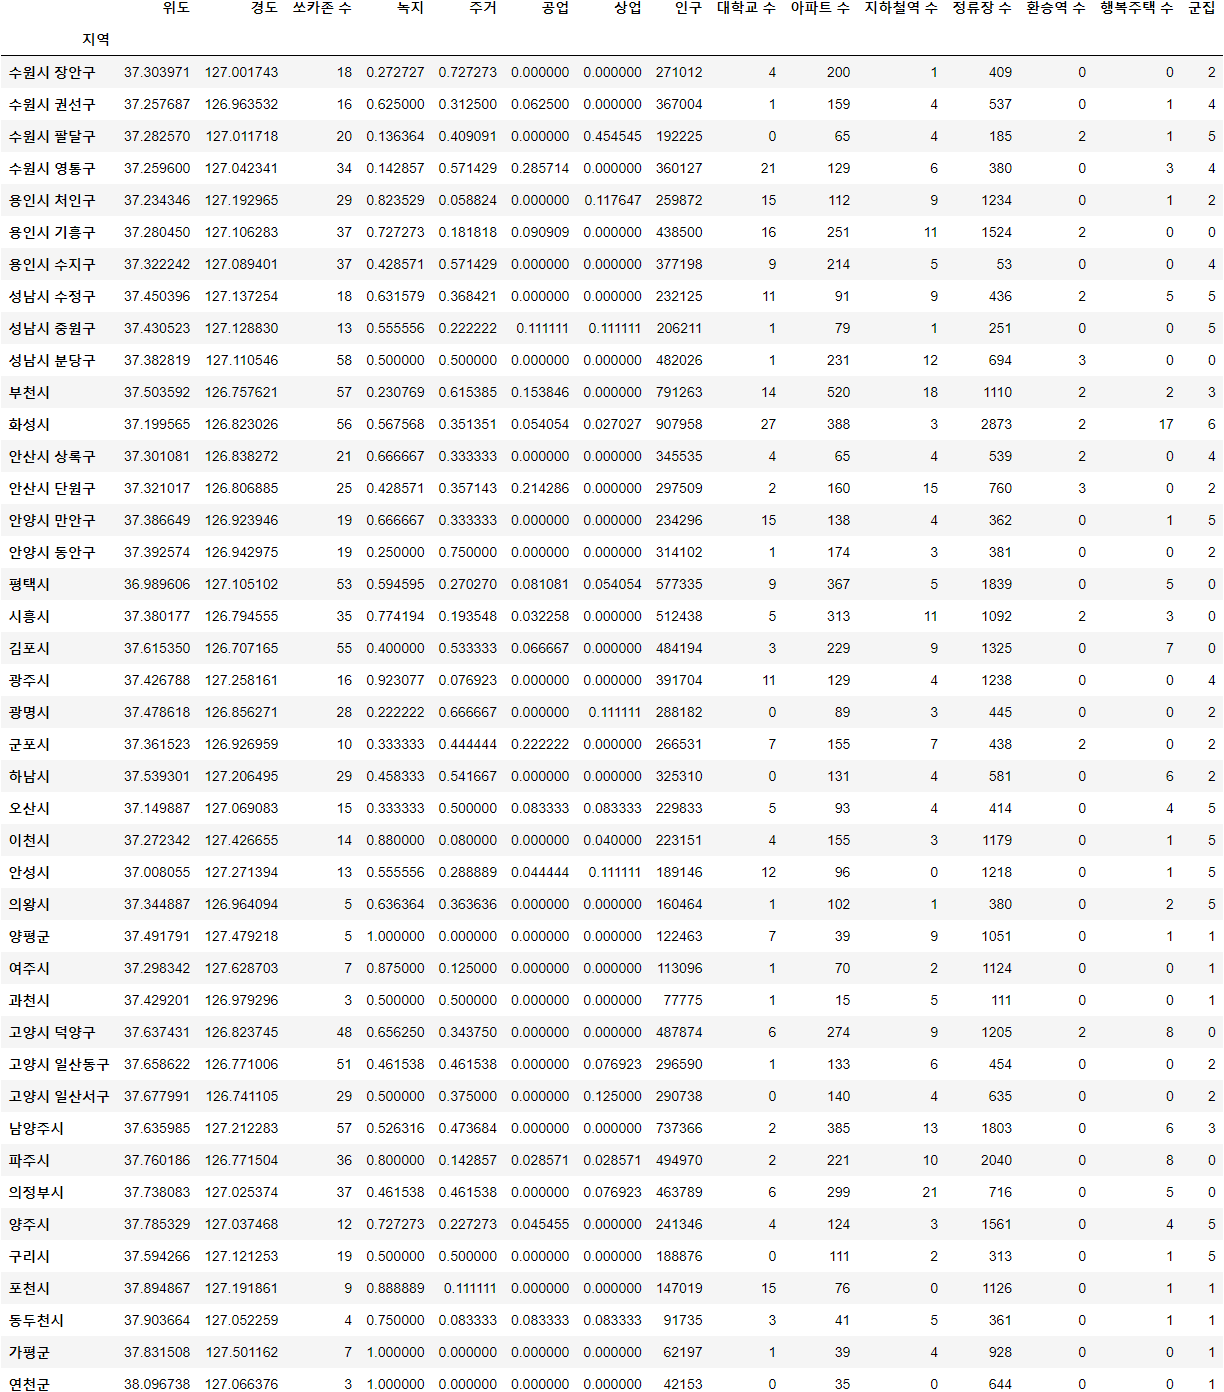 위도 경도 쏘카존 수 녹지 주거 공업 상업 인구 대학교 수 아파트 수 지하철역 수 정류장 수 환승역 수 행복주택 수 군집
지역
수원시 장안구 37.303971 127.001743 18 0.272727 0.727273 0.000000 0.000000 271012 4 200 1 409 0 0 2
수원시 권선구 37.257687 126.963532 16 0.625000 0.312500 0.062500 0.000000 367004 1 159 4 537 0 1 4
수원시 팔달구 37.282570 127.011718 20 0.136364 0.409091 0.000000 0.454545 192225 0 65 4 185 2 1 5
수원시 영통구 37.259600 127.042341 34 0.142857 0.571429 0.285714 0.000000 360127 21 129 6 380 0 3 4
용인시 처인구 37.234346 127.192965 29 0.823529 0.058824 0.000000 0.117647 259872 15 112 9 1234 0 1 2
용인시 기흥구 37.280450 127.106283 37 0.727273 0.181818 0.090909 0.000000 438500 16 251 11 1524 2 0 0
용인시 수지구 37.322242 127.089401 37 0.428571 0.571429 0.000000 0.000000 377198 9 214 5 53 0 0 4
성남시 수정구 37.450396 127.137254 18 0.631579 0.368421 0.000000 0.000000 232125 11 91 9 436 2 5 5
성남시 중원구 37.430523 127.128830 13 0.555556 0.222222 0.111111 0.111111 206211 1 79 1 251 0 0 5
성남시 분당구 37.382819 127.110546 58 0.500000 0.500000 0.000000 0.000000 482026 1 231 12 694 3 0 0
부천시 37.503592 126.757621 57 0.230769 0.615385 0.153846 0.000000 791263 14 520 18 1110 2 2 3
화성시 37.199565 126.823026 56 0.567568 0.351351 0.054054 0.027027 907958 27 388 3 2873 2 17 6
안산시 상록구 37.301081 126.838272 21 0.666667 0.333333 0.000000 0.000000 345535 4 65 4 539 2 0 4
안산시 단원구 37.321017 126.806885 25 0.428571 0.357143 0.214286 0.000000 297509 2 160 15 760 3 0 2
안양시 만안구 37.386649 126.923946 19 0.666667 0.333333 0.000000 0.000000 234296 15 138 4 362 0 1 5
안양시 동안구 37.392574 126.942975 19 0.250000 0.750000 0.000000 0.000000 314102 1 174 3 381 0 0 2
평택시 36.989606 127.105102 53 0.594595 0.270270 0.081081 0.054054 577335 9 367 5 1839 0 5 0
시흥시 37.380177 126.794555 35 0.774194 0.193548 0.032258 0.000000 512438 5 313 11 1092 2 3 0
김포시 37.615350 126.707165 55 0.400000 0.533333 0.066667 0.000000 484194 3 229 9 1325 0 7 0
광주시 37.426788 127.258161 16 0.923077 0.076923 0.000000 0.000000 391704 11 129 4 1238 0 0 4
광명시 37.478618 126.856271 28 0.222222 0.666667 0.000000 0.111111 288182 0 89 3 445 0 0 2
군포시 37.361523 126.926959 10 0.333333 0.444444 0.222222 0.000000 266531 7 155 7 438 2 0 2
하남시 37.539301 127.206495 29 0.458333 0.541667 0.000000 0.000000 325310 0 131 4 581 0 6 2
오산시 37.149887 127.069083 15 0.333333 0.500000 0.083333 0.083333 229833 5 93 4 414 0 4 5
이천시 37.272342 127.426655 14 0.880000 0.080000 0.000000 0.040000 223151 4 155 3 1179 0 1 5
안성시 37.008055 127.271394 13 0.555556 0.288889 0.044444 0.111111 189146 12 96 0 1218 0 1 5
의왕시 37.344887 126.964094 5 0.636364 0.363636 0.000000 0.000000 160464 1 102 1 380 0 2 5
양평군 37.491791 127.479218 5 1.000000 0.000000 0.000000 0.000000 122463 7 39 9 1051 0 1 1
여주시 37.298342 127.628703 7 0.875000 0.125000 0.000000 0.000000 113096 1 70 2 1124 0 0 1
과천시 37.429201 126.979296 3 0.500000 0.500000 0.000000 0.000000 77775 1 15 5 111 0 0 1
고양시 덕양구 37.637431 126.823745 48 0.656250 0.343750 0.000000 0.000000 487874 6 274 9 1205 2 8 0
고양시 일산동구 37.658622 126.771006 51 0.461538 0.461538 0.000000 0.076923 296590 1 133 6 454 0 0 2
고양시 일산서구 37.677991 126.741105 29 0.500000 0.375000 0.000000 0.125000 290738 0 140 4 635 0 0 2
남양주시 37.635985 127.212283 57 0.526316 0.473684 0.000000 0.000000 737366 2 385 13 1803 0 6 3
파주시 37.760186 126.771504 36 0.800000 0.142857 0.028571 0.028571 494970 2 221 10 2040 0 8 0
의정부시 37.738083 127.025374 37 0.461538 0.461538 0.000000 0.076923 463789 6 299 21 716 0 5 0
양주시 37.785329 127.037468 12 0.727273 0.227273 0.045455 0.000000 241346 4 124 3 1561 0 4 5
구리시 37.594266 127.121253 19 0.500000 0.500000 0.000000 0.000000 188876 0 111 2 313 0 1 5
포천시 37.894867 127.191861 9 0.888889 0.111111 0.000000 0.000000 147019 15 76 0 1126 0 1 1
동두천시 37.903664 127.052259 4 0.750000 0.083333 0.083333 0.083333 91735 3 41 5 361 0 1 1
가평군 37.831508 127.501162 7 1.000000 0.000000 0.000000 0.000000 62197 1 39 4 928 0 0 1
연천군 38.096738 127.066376 3 1.000000 0.000000 0.000000 0.000000 42153 0 35 0 644 0 0 1